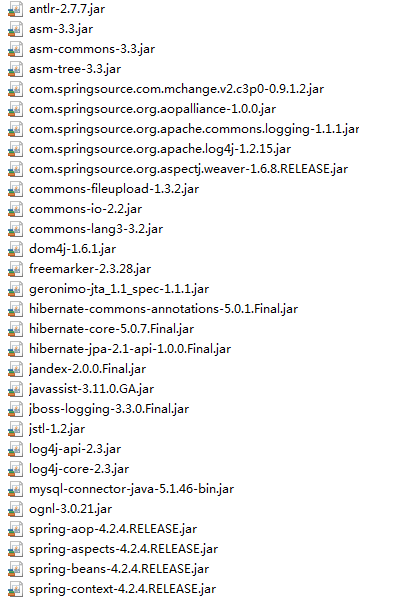 antlr-2.7.7.jar
asm-3.3.jar
asm-commons-3.3.jar
asm-tree-3.3.jar
com.springsource.com.mchange.v2.c3p0-0.9.1.2.jar
com.springsource.org.aopalliance-1.0.0.jar
com.springsource.org.apache.commons.logging-1.1.1.jar
com.springsource.org.apache.log4j-1.2.15.jar
com.springsource.org.aspectj.weaver-1.6.8.RELEASE.jar
commons-fileupload-1.3.2.jar
commons-io-2.2.jar
commons-lang3-3.2.jar
dom4j-1.6.1.jar
freemarker-2.3.28.jar
geronimo-jta_1.1_spec-1.1.1.jar
hibernate-commons-annotations-5.0.1.Final.jar
hibernate-core-5.0.7.Final.jar
hibernate-jpa-2.1-api-1.0.0.Final.jar
jandex-2.0.0.Final.jar
javassist-3.11.0.GA.jar
jboss-logging-3.3.0.Final.jar
jstl-1.2.jar
log4j-api-2.3.jar
log4j-core-2.3.jar
mysql-connector-java-5.1.46-bin.jar
ognl-3.0.21.jar
spring-aop-4.2.4.RELEASE.jar
spring-aspects-4.2.4.RELEASE.jar
spring-beans-4.2.4.RELEASE.jar
spring-context-4.2.4.RELEASE.jar